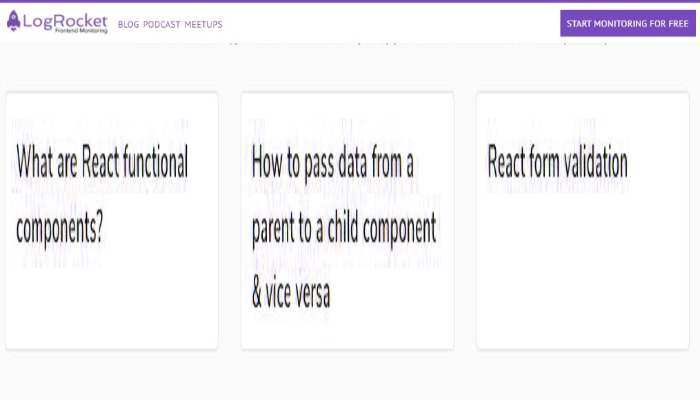 LogRocket
Frontend Monitoring
BLOG PODCAST MEETUPS
START MONITORING FOR FREE
What are React functional
components?
How to pass data from a
parent to a child component
& vice versa
React form validation